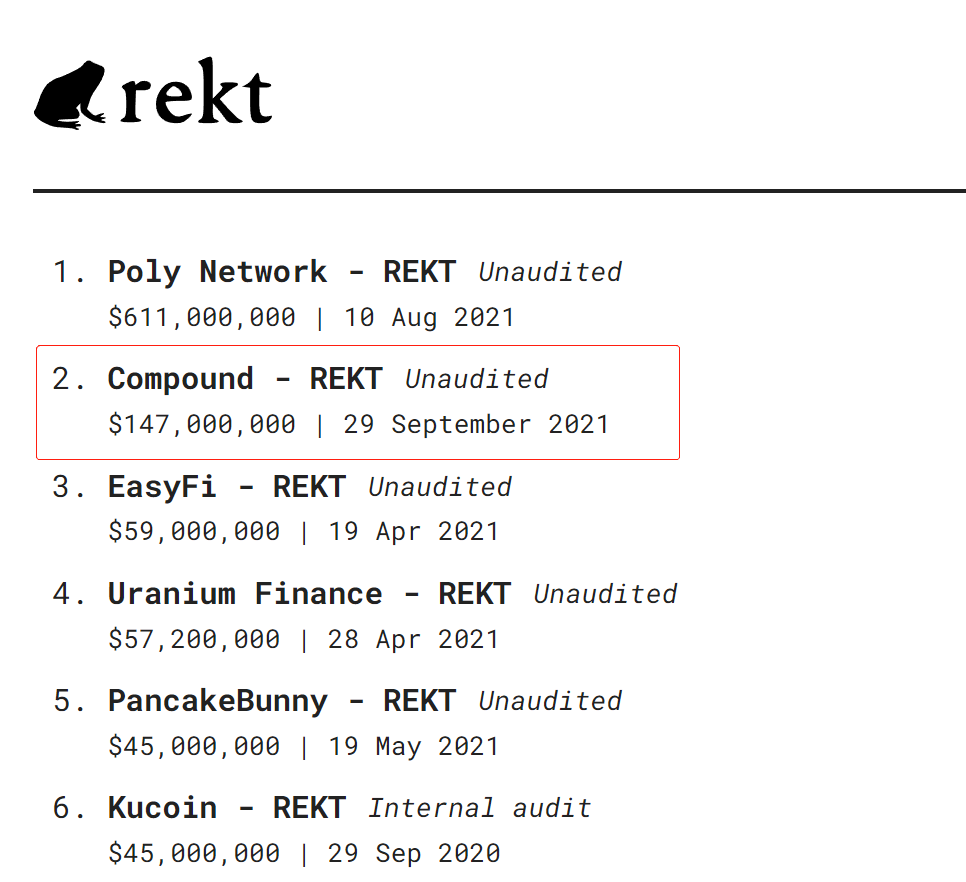 rekt
1. Poly Network - REKT Unaudited
$611,000,000 | 10 Aug 2021
2. Compound - REKT Unaudited
$147,000,000 | 29 September 2021
3. EasyFi - REKT Unaudited
$59,000,000 | 19 Apr 2021
4. Uranium Finance - REKT Unaudited
$57,200,000 | 28 Apr 2021
5. PancakeBunny - REKT Unaudited
$45,000,000 | 19 May 2021
6. Kucoin - REKT Internal audit
$45,000,000 | 29 Sep 2020